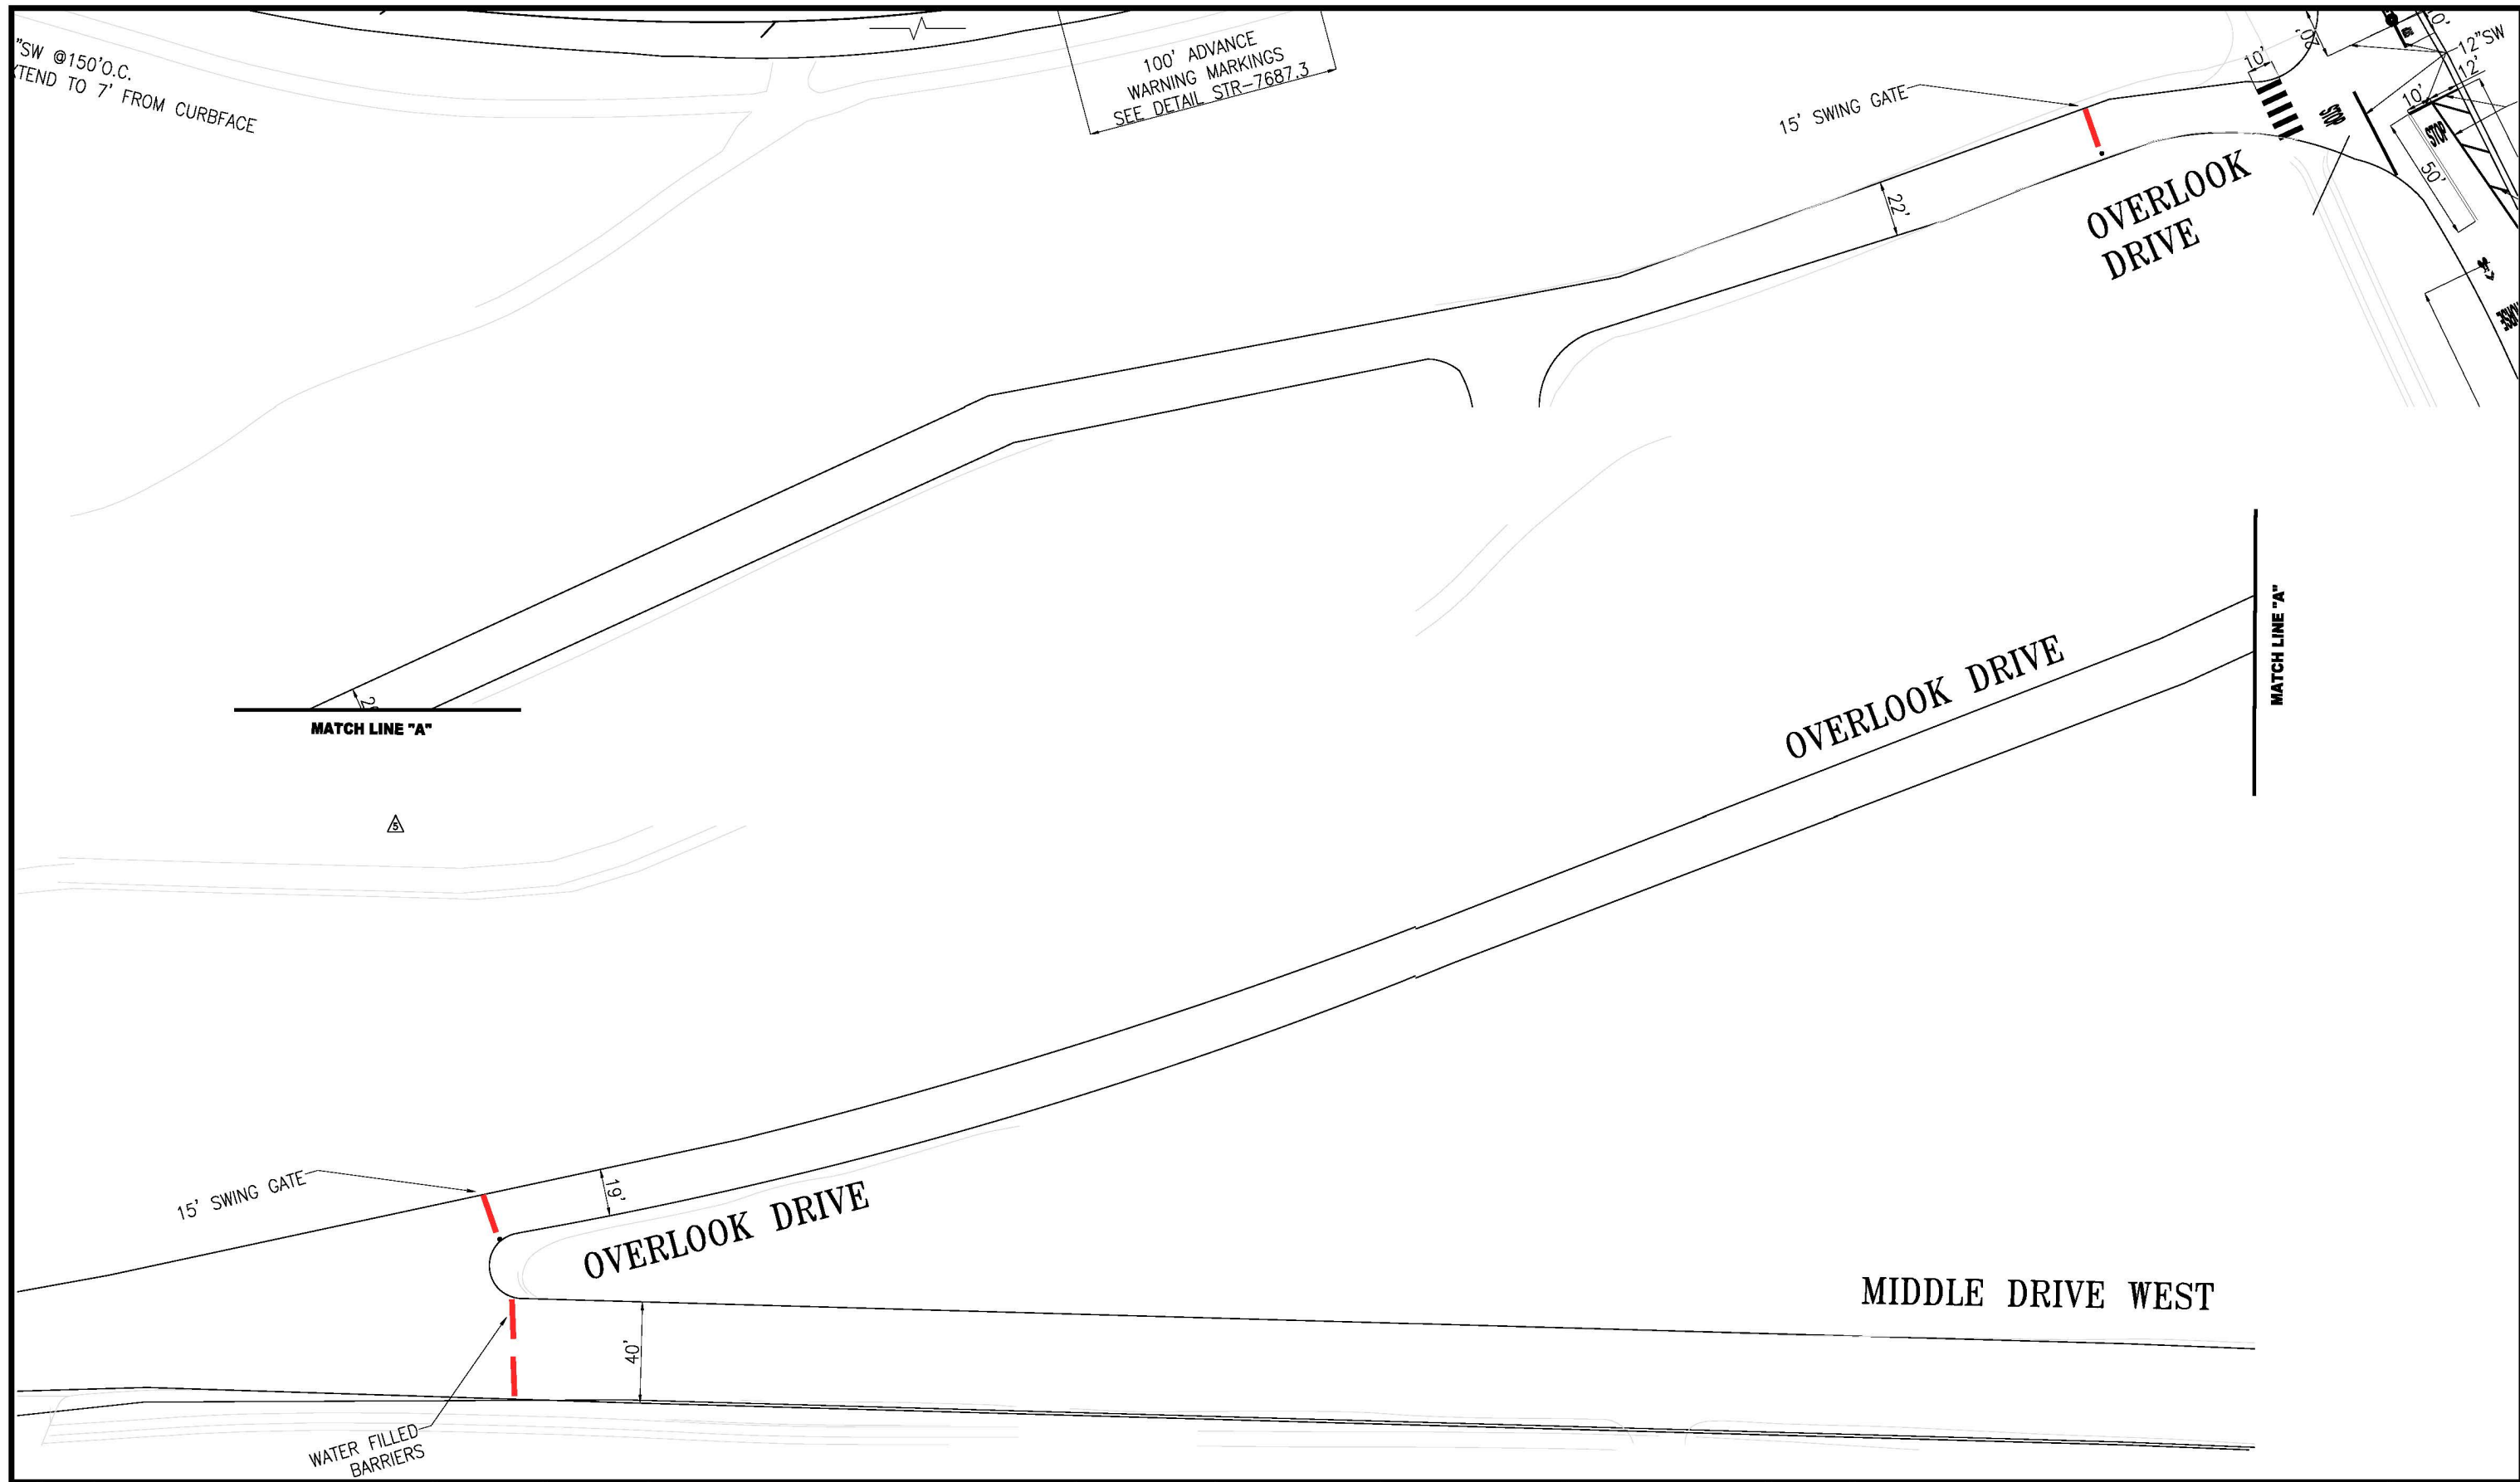 "SW @150'O.C.
TEND TO 7' FROM CURBFACE
100' ADVANCE
WARNING MARKINGS
SEE DETAIL STR-7687.3
15' SWING GATE
10'
12"SW
12'
10'
STOP
50'
22'
OVERLOOK
DRIVE
MATCH LINE "A"
OVERLOOK DRIVE
MATCH LINE "A"
5
15' SWING GATE
19'
OVERLOOK DRIVE
MIDDLE DRIVE WEST
40'
WATER FILLED
BARRIERS